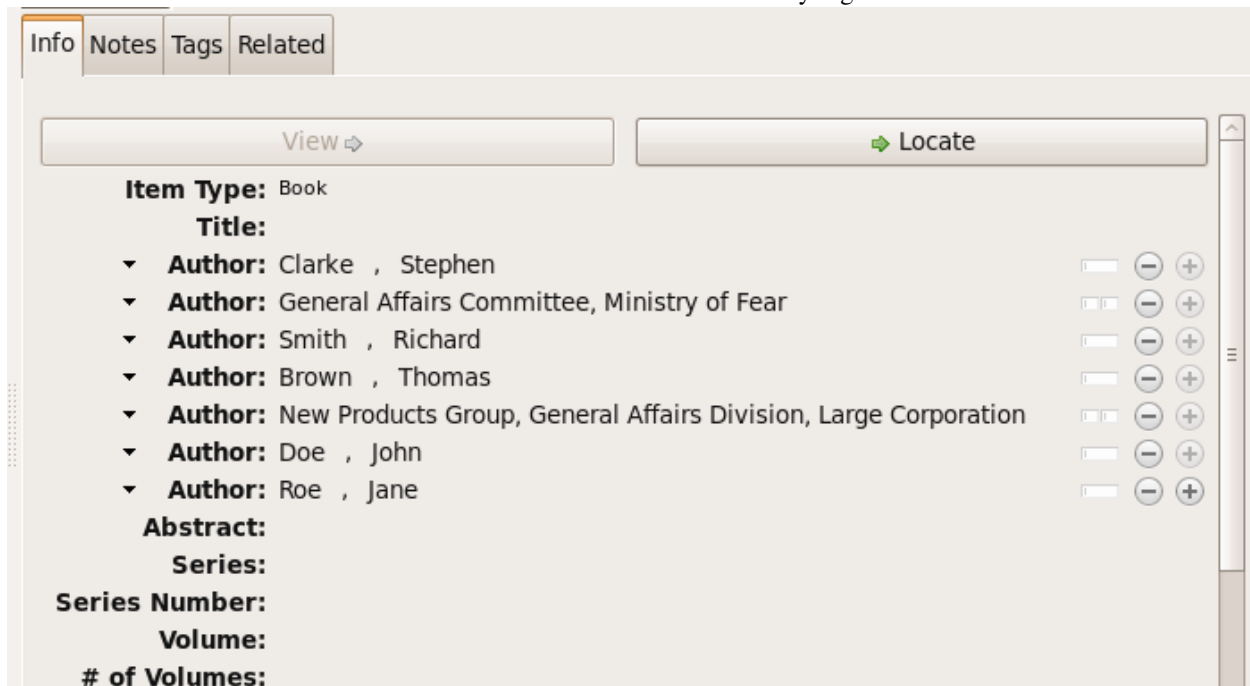 Info Notes Tags Related
View Locate
Item Type: Book
Title:
Author: Clarke , Stephen
Author: General Affairs Committee, Ministry of Fear
Author: Smith , Richard
Author: Brown , Thomas
Author: New Products Group, General Affairs Division, Large Corporation
Author: Doe , John
Author: Roe , Jane
Abstract:
Series:
Series Number:
Volume:
# of Volumes: